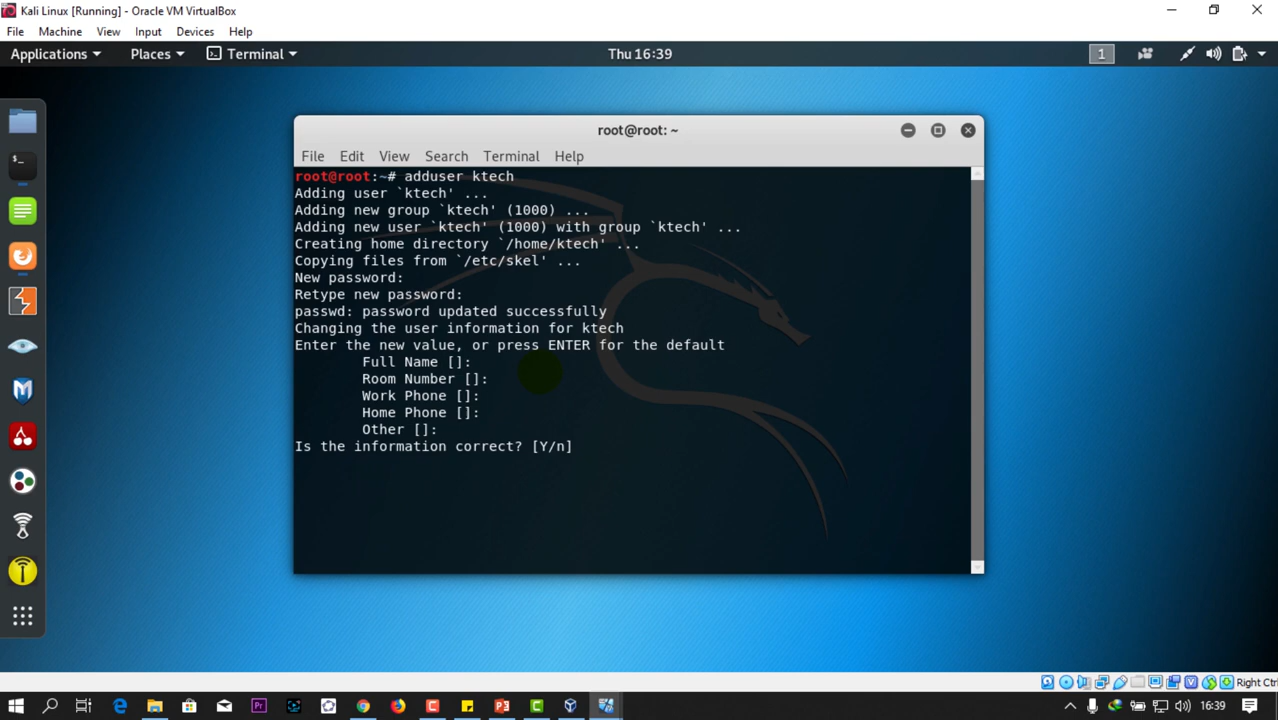 Kali Linux [Running] - Oracle VM VirtualBox
File Machine View Input Devices Help
Applications Places Terminal Thu 16:39 1
root@root: ~
File Edit View Search Terminal Help
root@root:~# adduser ktech
Adding user `ktech' ...
Adding new group `ktech' (1000) ...
Adding new user `ktech' (1000) with group `ktech' ...
Creating home directory `/home/ktech' ...
Copying files from `/etc/skel' ...
New password:
Retype new password:
passwd: password updated successfully
Changing the user information for ktech
Enter the new value, or press ENTER for the default
Full Name []:
Room Number []:
Work Phone []:
Home Phone []:
Other []:
Is the information correct? [Y/n]
Right Ctrl
16:39